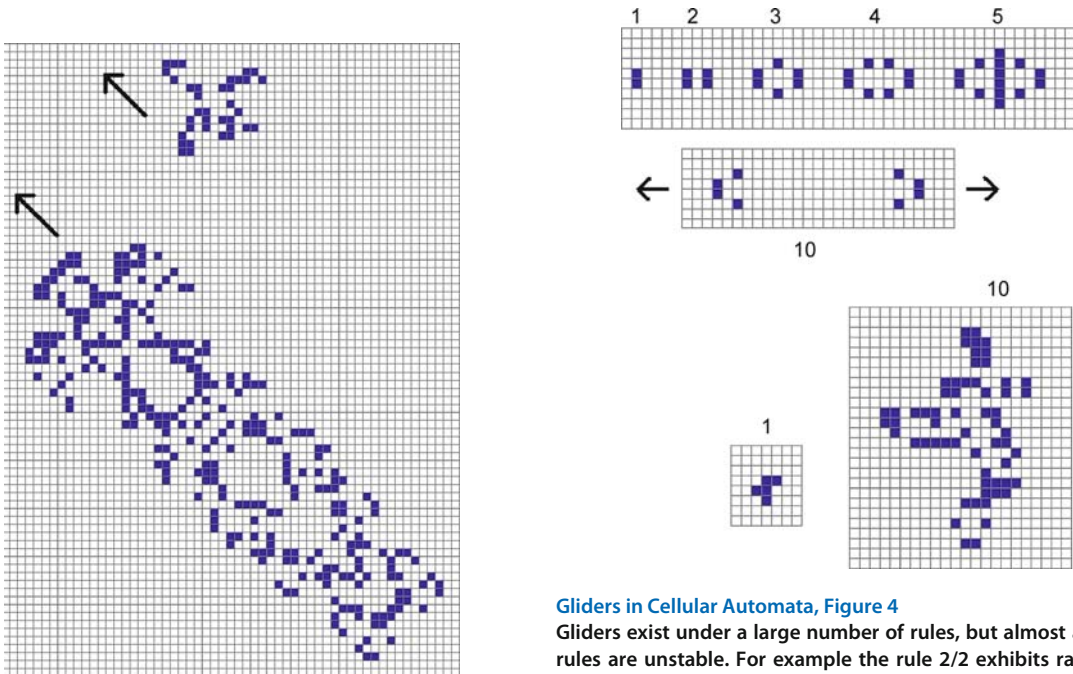 1 2 3 4 5
10
10
1
Gliders in Cellular Automata, Figure 4
Gliders exist under a large number of rules, but almost
rules are unstable. For example the rule 2/2 exhibits